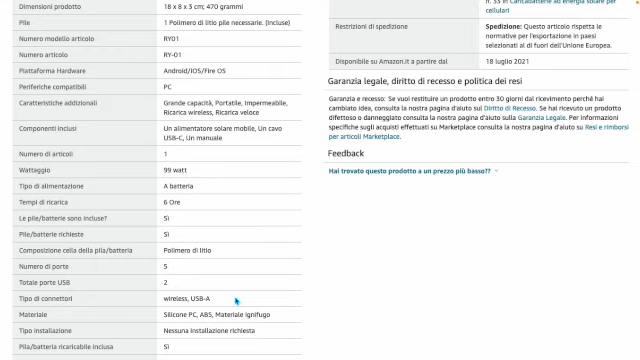 Dimensioni prodotto 18 x 8 x 3 cm; 470 grammi
Pile 1 Polimero di litio pile necessarie. (incluse)
Numero modello articolo RY01
Numero articolo RY-01
Piattaforma Hardware Android/IOS/Fire OS
Periferiche compatibili PC
Caratteristiche addizionali Grande capacità, Portatile, Impermeabile,
Ricarica wireless, Ricarica veloce
Componenti inclusi Un alimentatore solare mobile, Un cavo
USB-C, Un manuale
Numero di articoli 1
Wattaggio 99 watt
Tipo di alimentazione A batteria
Tempi di ricarica 6 Ore
Le pile/batterie sono incluse? Sì
Pile/batterie richieste Sì
Composizione cella della pila/batteria Polimero di litio
Numero di porte 5
Totale porte USB 2
Tipo di connettori wireless, USB-A
Materiale Silicone PC, ABS, Materiale ignifugo
Tipo installazione Nessuna installazione richiesta
Pila/batteria ricaricabile inclusa Sì
n. 33 in Caricabatterie ad energia solare per
cellulari
Restrizioni di spedizione Spedizione: Questo articolo rispetta le
normative per l'esportazione in paesi
selezionati al di fuori dell'Unione Europea.
Disponibile su Amazon.it a partire dal 18 luglio 2021
Garanzia legale, diritto di recesso e politica dei resi
Garanzia e recesso: Se vuoi restituire un prodotto entro 30 giorni dal ricevimento perché hai
cambiato idea, consulta la nostra pagina d'aiuto sul Diritto di Recesso. Se hai ricevuto un prodotto
difettoso o danneggiato consulta la nostra pagina d'aiuto sulla Garanzia Legale. Per informazioni
specifiche sugli acquisti effettuati su Marketplace consulta la nostra pagina d'aiuto su Resi e rimborsi
per articoli Marketplace.
Feedback
Hai trovato questo prodotto a un prezzo più basso??